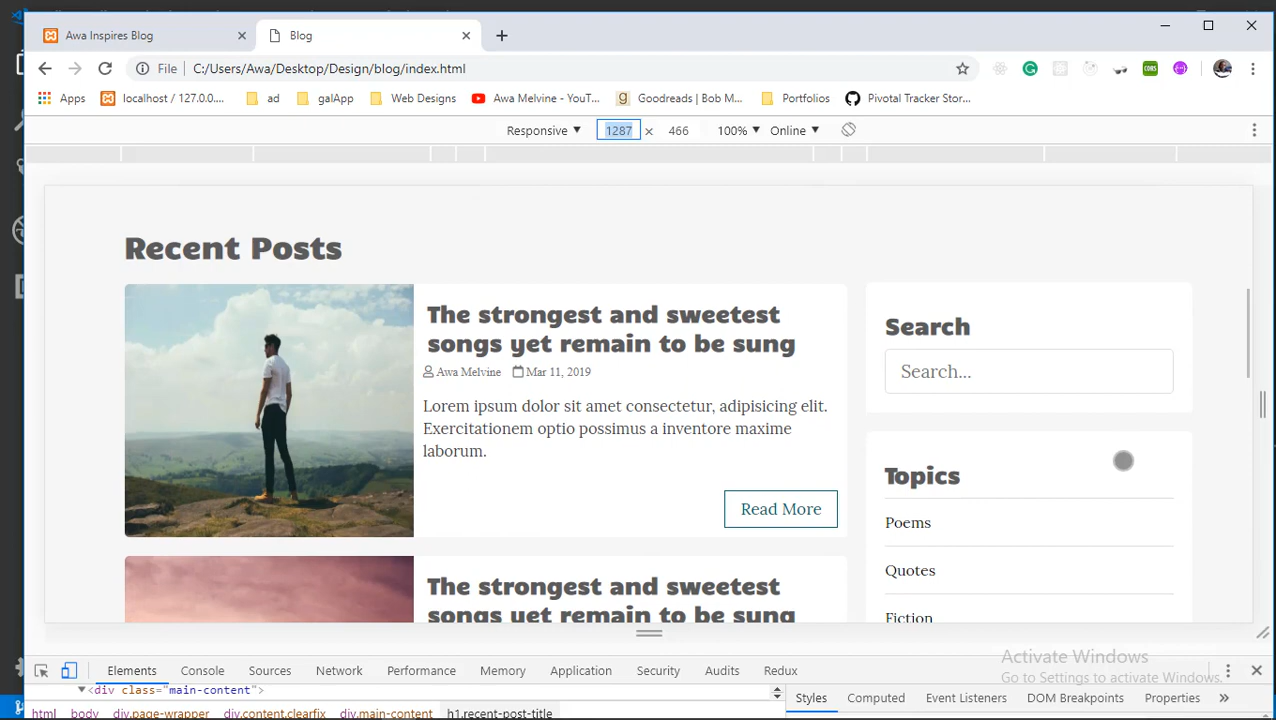 Awa Inspires Blog
Blog
File
C:/Users/Awa/Desktop/Design/blog/index.html
Apps
localhost / 127.0.0....
ad
galApp
Web Designs
Awa Melvine - YouT...
Goodreads | Bob M...
Portfolios
Pivotal Tracker Stor...
Responsive
1287 × 466
100%
Online
Recent Posts
The strongest and sweetest
songs yet remain to be sung
Awa Melvine Mar 11, 2019
Lorem ipsum dolor sit amet consectetur, adipisicing elit.
Exercitationem optio possimus a inventore maxime
laborum.
Read More
The strongest and sweetest
songs yet remain to be sung
Search
Search...
Topics
Poems
Quotes
Fiction
Activate Windows
Go to Settings to activate Windows.
Elements Console Sources Network Performance Memory Application Security Audits Redux
<div class="main-content">
html body div.page-wrapper div.content.clearfix div.main-content h1.recent-post-title
Styles Computed Event Listeners DOM Breakpoints Properties